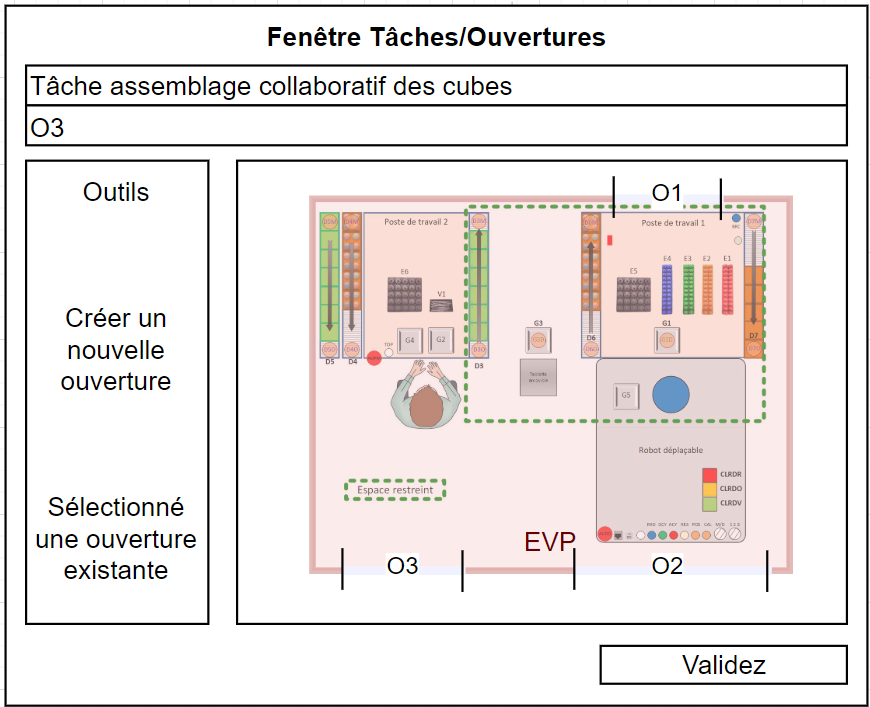 Fenêtre Tâches/Ouvertures
Tâche assemblage collaboratif des cubes
O3
Outils
Créer un
nouvelle
ouverture
Sélectionné
une ouverture
existante
O1
Poste de travail 2
Poste de travail 1
E6
V1
G4
G2
TOP
D5
D4
D3
G3
D6
E5
E4
E3
E2
E1
G1
D7
G5
Robot déplaçable
CLRDR
CLRDO
CLRDV
Espace restreint
EVP
O3
O2
Validez